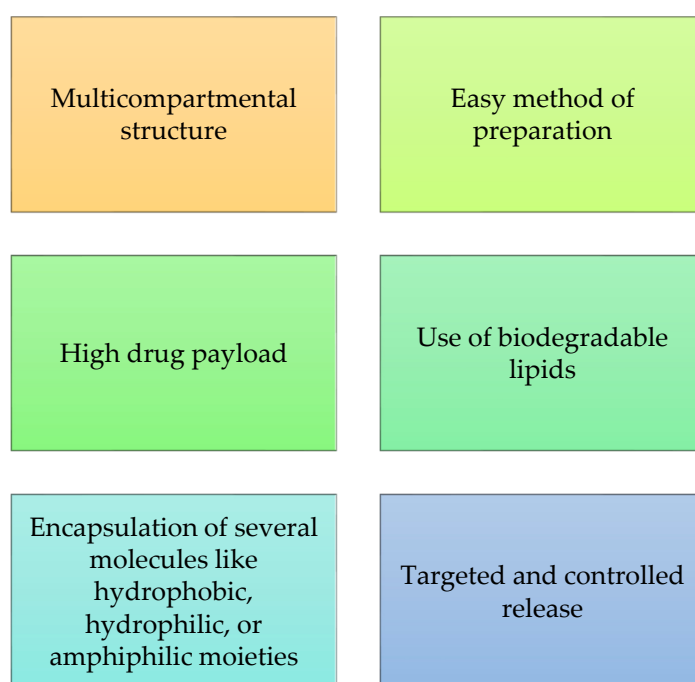 Multicompartmental
structure
Easy method of
preparation
High drug payload
Use of biodegradable
lipids
Encapsulation of several
molecules like
hydrophobic,
hydrophilic, or
amphiphilic moieties
Targeted and controlled
release